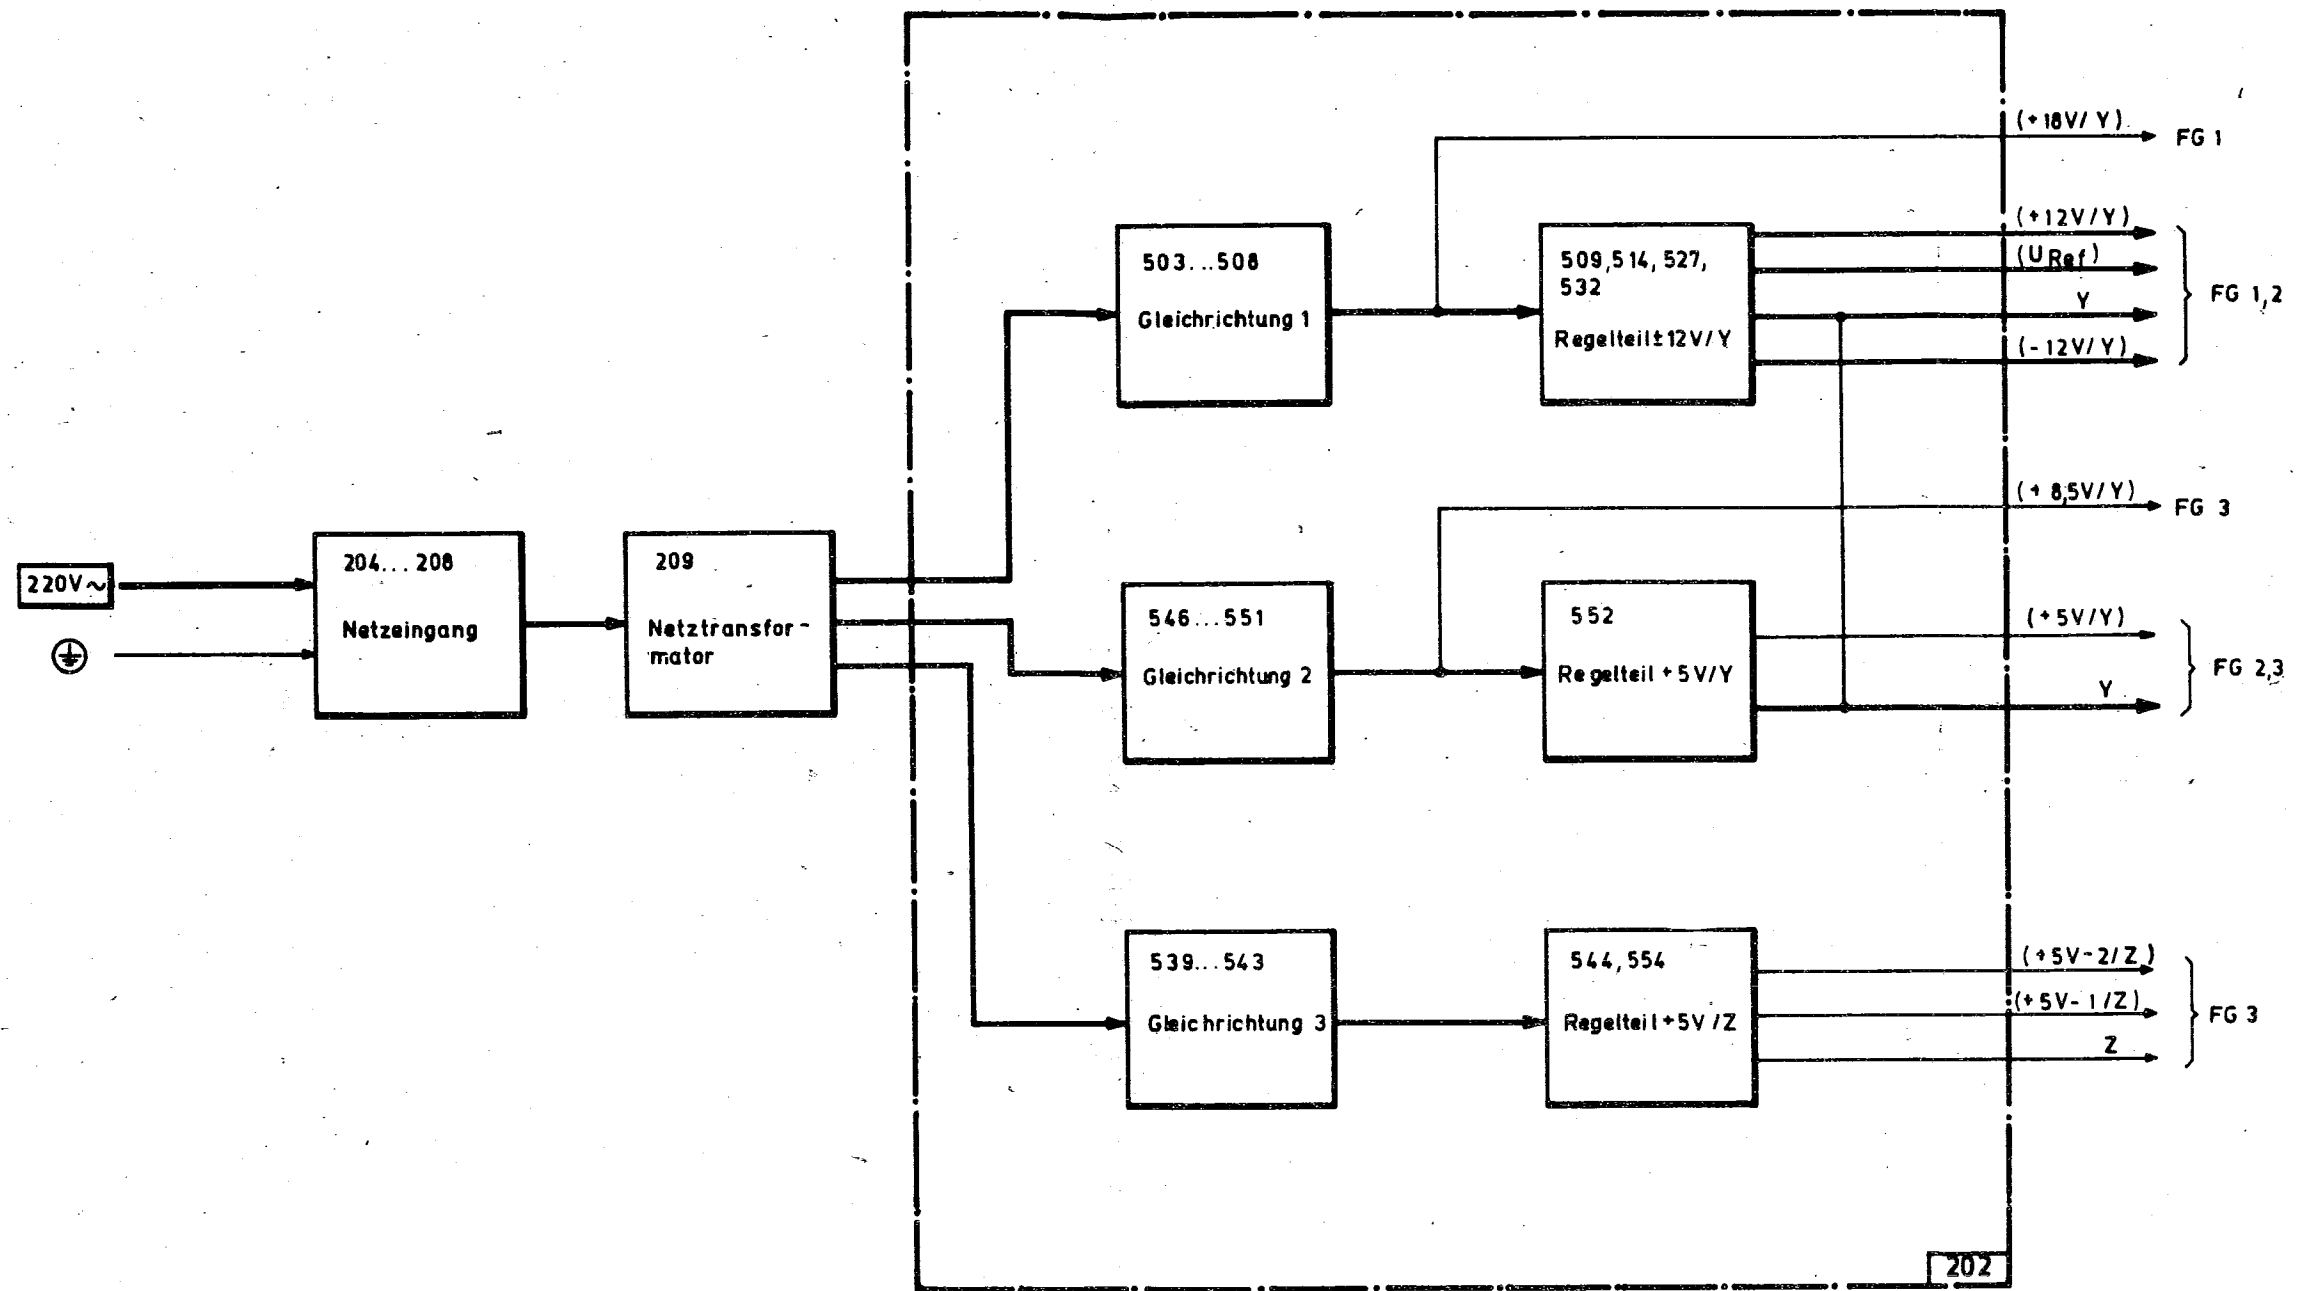 (+18V/Y)
FG 1
503...508
Gleichrichtung 1
509,514,527,
532
Regelteil±12V/Y
(+12V/Y)
(U Ref)
Y
(-12V/Y)
FG 1,2
(+ 8,5V/Y)
FG 3
220V~
204...208
Netzeingang
209
Netztransfor-
mator
546...551
Gleichrichtung 2
552
Regelteil +5V/Y
(+5V/Y)
Y
FG 2,3
539...543
Gleichrichtung 3
544,554
Regelteil+5V/Z
(+5V-2/Z)
(+5V-1/Z)
Z
FG 3
202